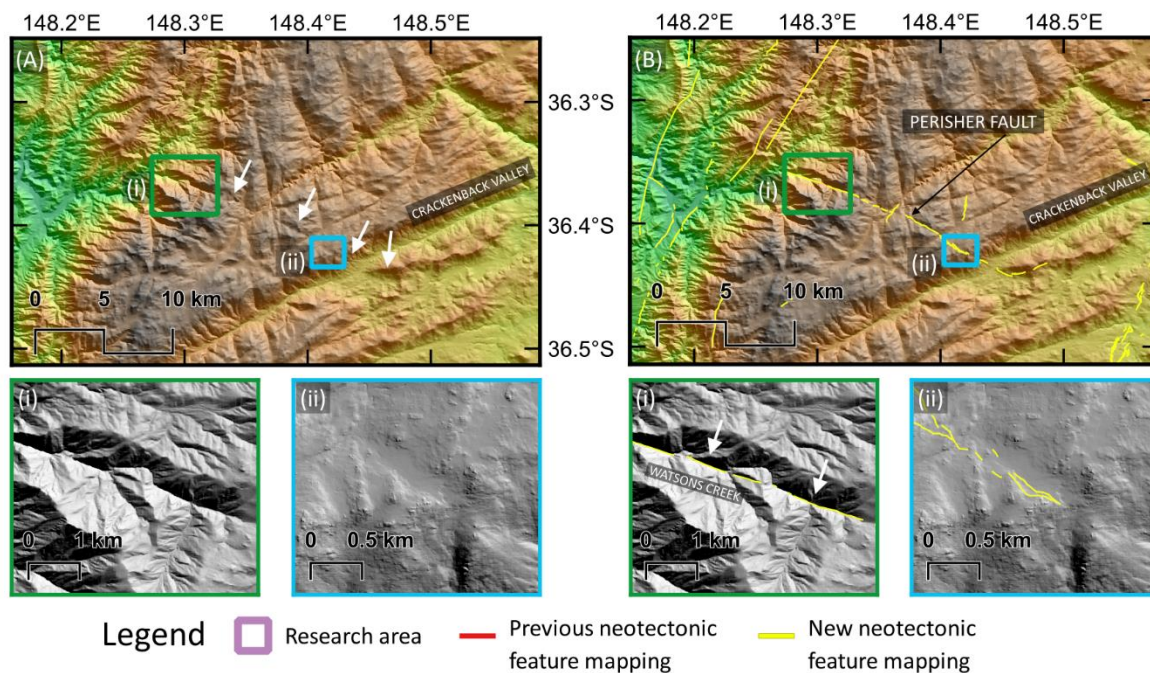 148.2°E 148.3°E 148.4°E 148.5°E
148.2°E 148.3°E 148.4°E 148.5°E
(A)
(i)
(ii)
CRACKENBACK VALLEY
0 5 10 km
36.3°S
36.4°S
36.5°S
(B)
PERISHER FAULT
(i)
(ii)
CRACKENBACK VALLEY
0 5 10 km
(i)
0 1 km
(ii)
0 0.5 km
(i)
WATSONS CREEK
0 1 km
(ii)
0 0.5 km
Legend
Research area
Previous neotectonic
feature mapping
New neotectonic
feature mapping